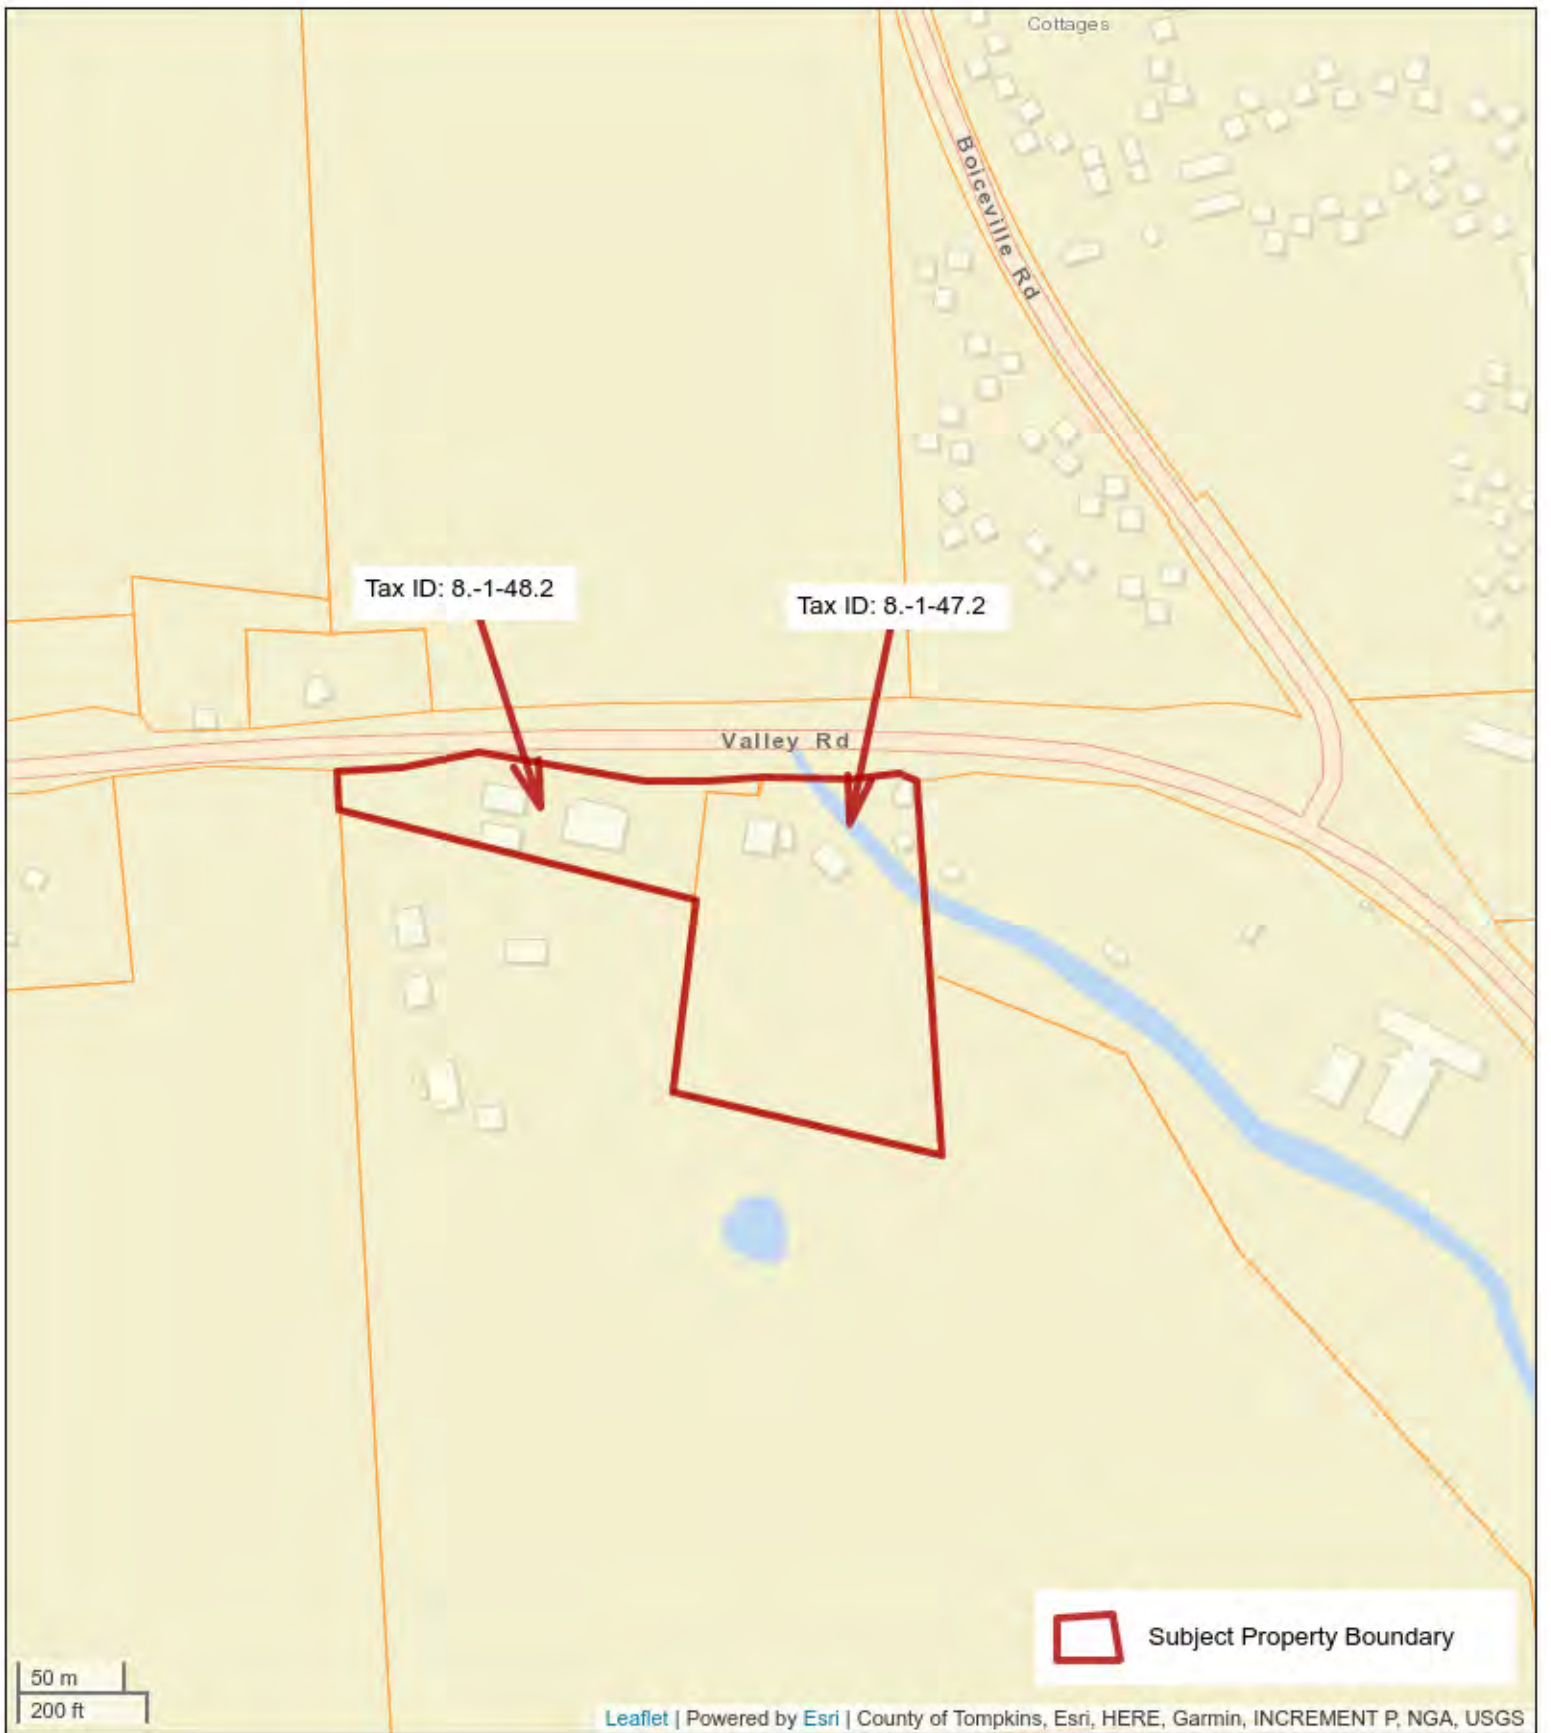 Cottages
Boiceville Rd
Tax ID: 8.-1-48.2
Tax ID: 8.-1-47.2
Valley Rd
Subject Property Boundary
50 m
200 ft
Leaflet | Powered by Esri | County of Tompkins, Esri, HERE, Garmin, INCREMENT P, NGA, USGS